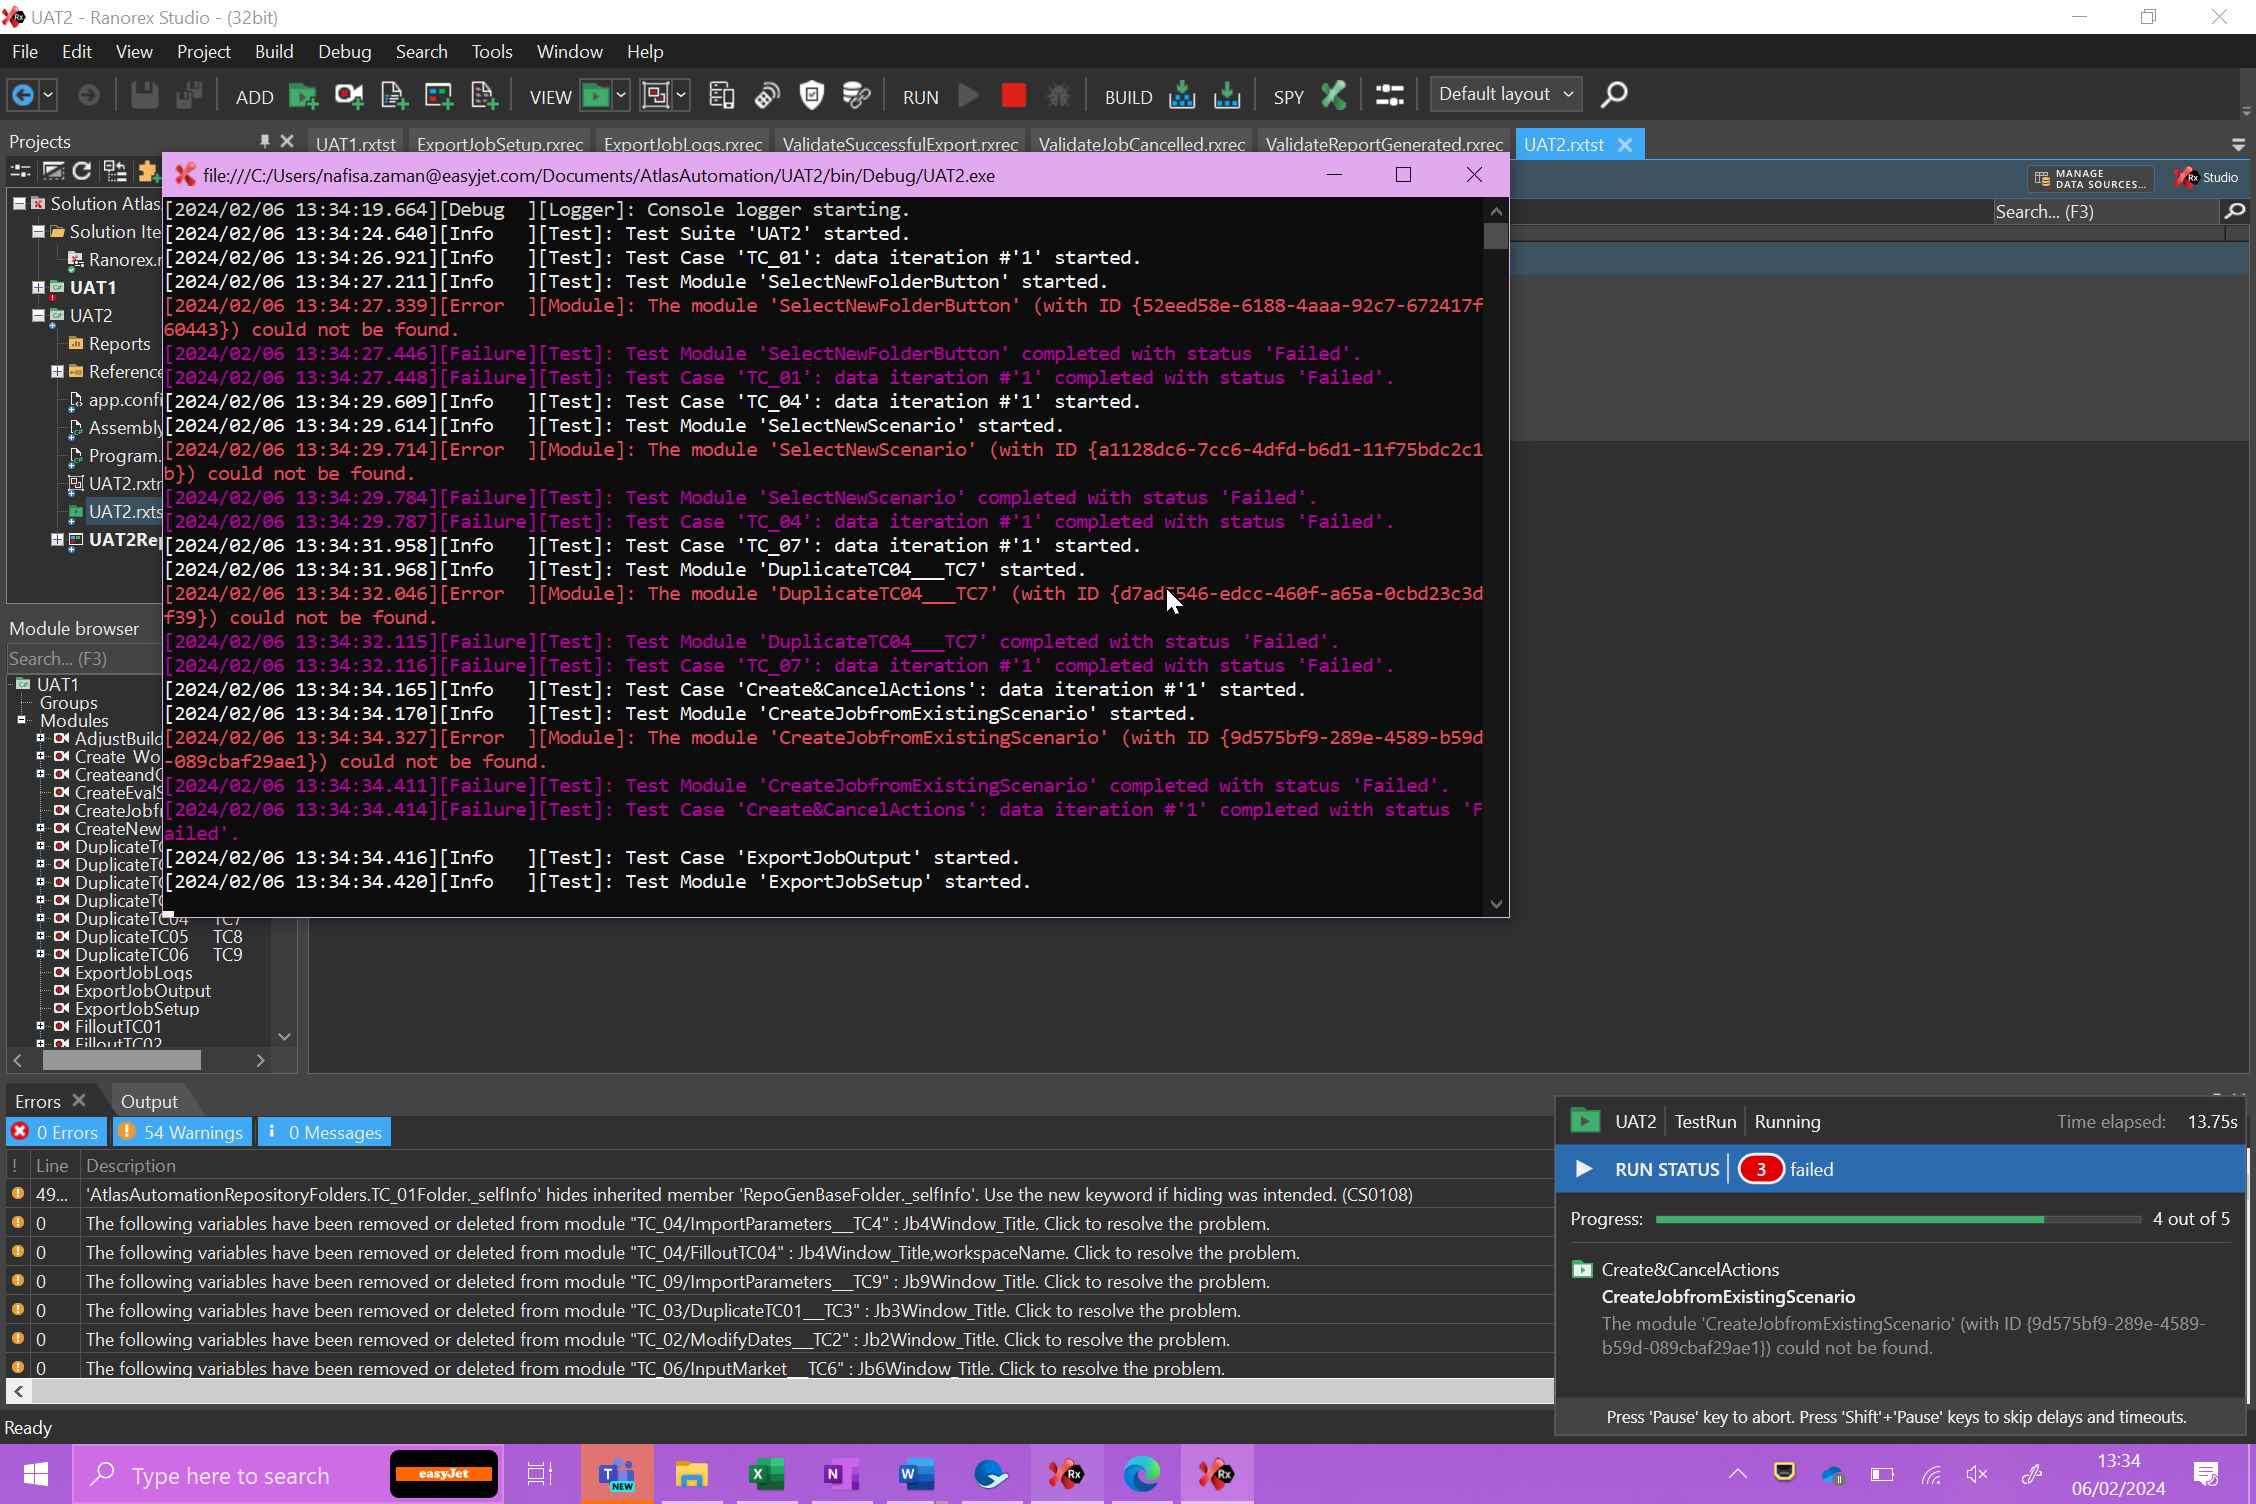 UAT2 - Ranorex Studio - (32bit)
File Edit View Project Build Debug Search Tools Window Help
ADD VIEW RUN BUILD SPY Default layout
Projects
UAT1.rxtst ExportJobSetup.rxrec ExportJobLogs.rxrec ValidateSuccessfulExport.rxrec ValidateJobCancelled.rxrec ValidateReportGenerated.rxrec UAT2.rxtst
MANAGE
DATA SOURCES...
Rx Studio
Search... (F3)
Solution Atlas
Solution Ite
Ranorex.r
UAT1
UAT2
Reports
Reference
app.confi
Assembly
Program.
UAT2.rxtr
UAT2.rxts
UAT2Rep
file:///C:/Users/nafisa.zaman@easyjet.com/Documents/AtlasAutomation/UAT2/bin/Debug/UAT2.exe
[2024/02/06 13:34:19.664][Debug  ][Logger]: Console logger starting.
[2024/02/06 13:34:24.640][Info   ][Test]: Test Suite 'UAT2' started.
[2024/02/06 13:34:26.921][Info   ][Test]: Test Case 'TC_01': data iteration #'1' started.
[2024/02/06 13:34:27.211][Info   ][Test]: Test Module 'SelectNewFolderButton' started.
[2024/02/06 13:34:27.339][Error  ][Module]: The module 'SelectNewFolderButton' (with ID {52eed58e-6188-4aaa-92c7-672417f
60443}) could not be found.
[2024/02/06 13:34:27.446][Failure][Test]: Test Module 'SelectNewFolderButton' completed with status 'Failed'.
[2024/02/06 13:34:27.448][Failure][Test]: Test Case 'TC_01': data iteration #'1' completed with status 'Failed'.
[2024/02/06 13:34:29.609][Info   ][Test]: Test Case 'TC_04': data iteration #'1' started.
[2024/02/06 13:34:29.614][Info   ][Test]: Test Module 'SelectNewScenario' started.
[2024/02/06 13:34:29.714][Error  ][Module]: The module 'SelectNewScenario' (with ID {a1128dc6-7cc6-4dfd-b6d1-11f75bdc2c1
b}) could not be found.
[2024/02/06 13:34:29.784][Failure][Test]: Test Module 'SelectNewScenario' completed with status 'Failed'.
[2024/02/06 13:34:29.787][Failure][Test]: Test Case 'TC_04': data iteration #'1' completed with status 'Failed'.
[2024/02/06 13:34:31.958][Info   ][Test]: Test Case 'TC_07': data iteration #'1' started.
[2024/02/06 13:34:31.968][Info   ][Test]: Test Module 'DuplicateTC04___TC7' started.
[2024/02/06 13:34:32.046][Error  ][Module]: The module 'DuplicateTC04___TC7' (with ID 546-edcc-460f-a65a-0cbd23c3d
f39}) could not be found.
[2024/02/06 13:34:32.115][Failure][Test]: Test Module 'DuplicateTC04___TC7' completed with status 'Failed'.
[2024/02/06 13:34:32.116][Failure][Test]: Test Case 'TC_07': data iteration #'1' completed with status 'Failed'.
[2024/02/06 13:34:34.165][Info   ][Test]: Test Case 'Create&CancelActions': data iteration #'1' started.
[2024/02/06 13:34:34.170][Info   ][Test]: Test Module 'CreateJobfromExistingScenario' started.
[2024/02/06 13:34:34.327][Error  ][Module]: The module 'CreateJobfromExistingScenario' (with ID {9d575bf9-289e-4589-b59d
-089cbaf29ae1}) could not be found.
[2024/02/06 13:34:34.411][Failure][Test]: Test Module 'CreateJobfromExistingScenario' completed with status 'Failed'.
[2024/02/06 13:34:34.414][Failure][Test]: Test Case 'Create&CancelActions': data iteration #'1' completed with status 'F
ailed'.
[2024/02/06 13:34:34.416][Info   ][Test]: Test Case 'ExportJobOutput' started.
[2024/02/06 13:34:34.420][Info   ][Test]: Test Module 'ExportJobSetup' started.
Module browser
Search... (F3)
UAT1
Groups
Modules
AdjustBuild
Create Wo
CreateandC
CreateEvalS
CreateJobfr
CreateNew
DuplicateTC
DuplicateTC
DuplicateTC
DuplicateTC
DuplicateTC04 TC7
DuplicateTC05 TC8
DuplicateTC06 TC9
ExportJobLogs
ExportJobOutput
ExportJobSetup
FilloutTC01
FilloutTC02
Errors Output
0 Errors 54 Warnings 0 Messages
! Line Description
49... 'AtlasAutomationRepositoryFolders.TC_01Folder._selfInfo' hides inherited member 'RepoGenBaseFolder._selfInfo'. Use the new keyword if hiding was intended. (CS0108)
0 The following variables have been removed or deleted from module "TC_04/ImportParameters___TC4" : Jb4Window_Title. Click to resolve the problem.
0 The following variables have been removed or deleted from module "TC_04/FilloutTC04" : Jb4Window_Title,workspaceName. Click to resolve the problem.
0 The following variables have been removed or deleted from module "TC_09/ImportParameters___TC9" : Jb9Window_Title. Click to resolve the problem.
0 The following variables have been removed or deleted from module "TC_03/DuplicateTC01___TC3" : Jb3Window_Title. Click to resolve the problem.
0 The following variables have been removed or deleted from module "TC_02/ModifyDates___TC2" : Jb2Window_Title. Click to resolve the problem.
0 The following variables have been removed or deleted from module "TC_06/InputMarket___TC6" : Jb6Window_Title. Click to resolve the problem.
Ready
UAT2 TestRun Running Time elapsed: 13.75s
RUN STATUS 3 failed
Progress: 4 out of 5
Create&CancelActions
CreateJobfromExistingScenario
The module 'CreateJobfromExistingScenario' (with ID {9d575bf9-289e-4589-
b59d-089cbaf29ae1}) could not be found.
Press 'Pause' key to abort. Press 'Shift'+'Pause' keys to skip delays and timeouts.
Type here to search
easyJet
NEW
13:34
06/02/2024